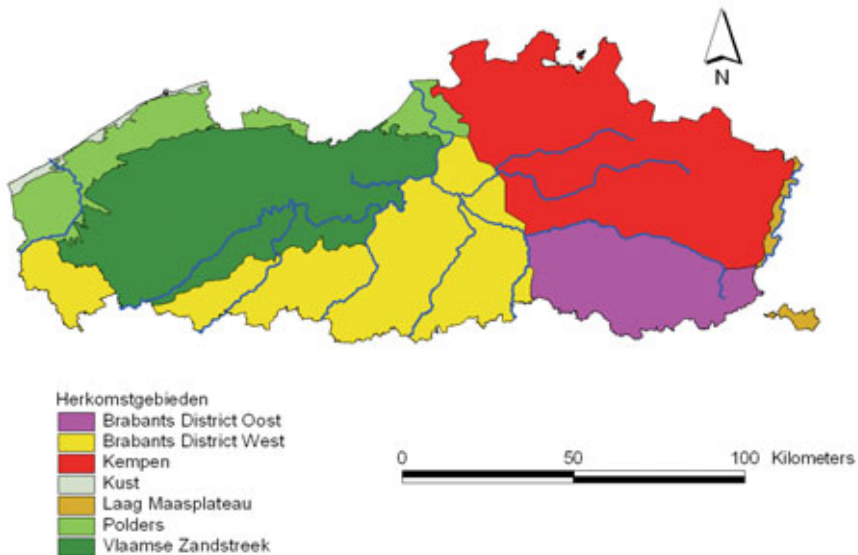 N
Herkomstgebieden
Brabants District Oost
Brabants District West
Kempen
Kust
Laag Maasplateau
Polders
Vlaamse Zandstreek
0 50 100 Kilometers